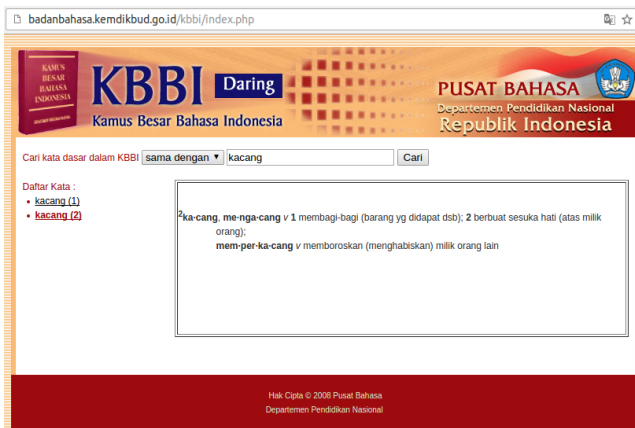 badanbahasa.kemdikbud.go.id/kbbi/index.php
KAMUS
BESAR
BAHASA
INDONESIA
KBBI Daring
Kamus Besar Bahasa Indonesia
PUSAT BAHASA
Departemen Pendidikan Nasional
Republik Indonesia
Cari kata dasar dalam KBBI sama dengan kacang Cari
Daftar Kata :
kacang (1)
kacang (2)
2ka·cang, me·nga·cang v 1 membagi-bagi (barang yg didapat dsb); 2 berbuat sesuka hati (atas milik
orang);
mem·per·ka·cang v memboroskan (menghabiskan) milik orang lain
Hak Cipta © 2008 Pusat Bahasa
Departemen Pendidikan Nasional